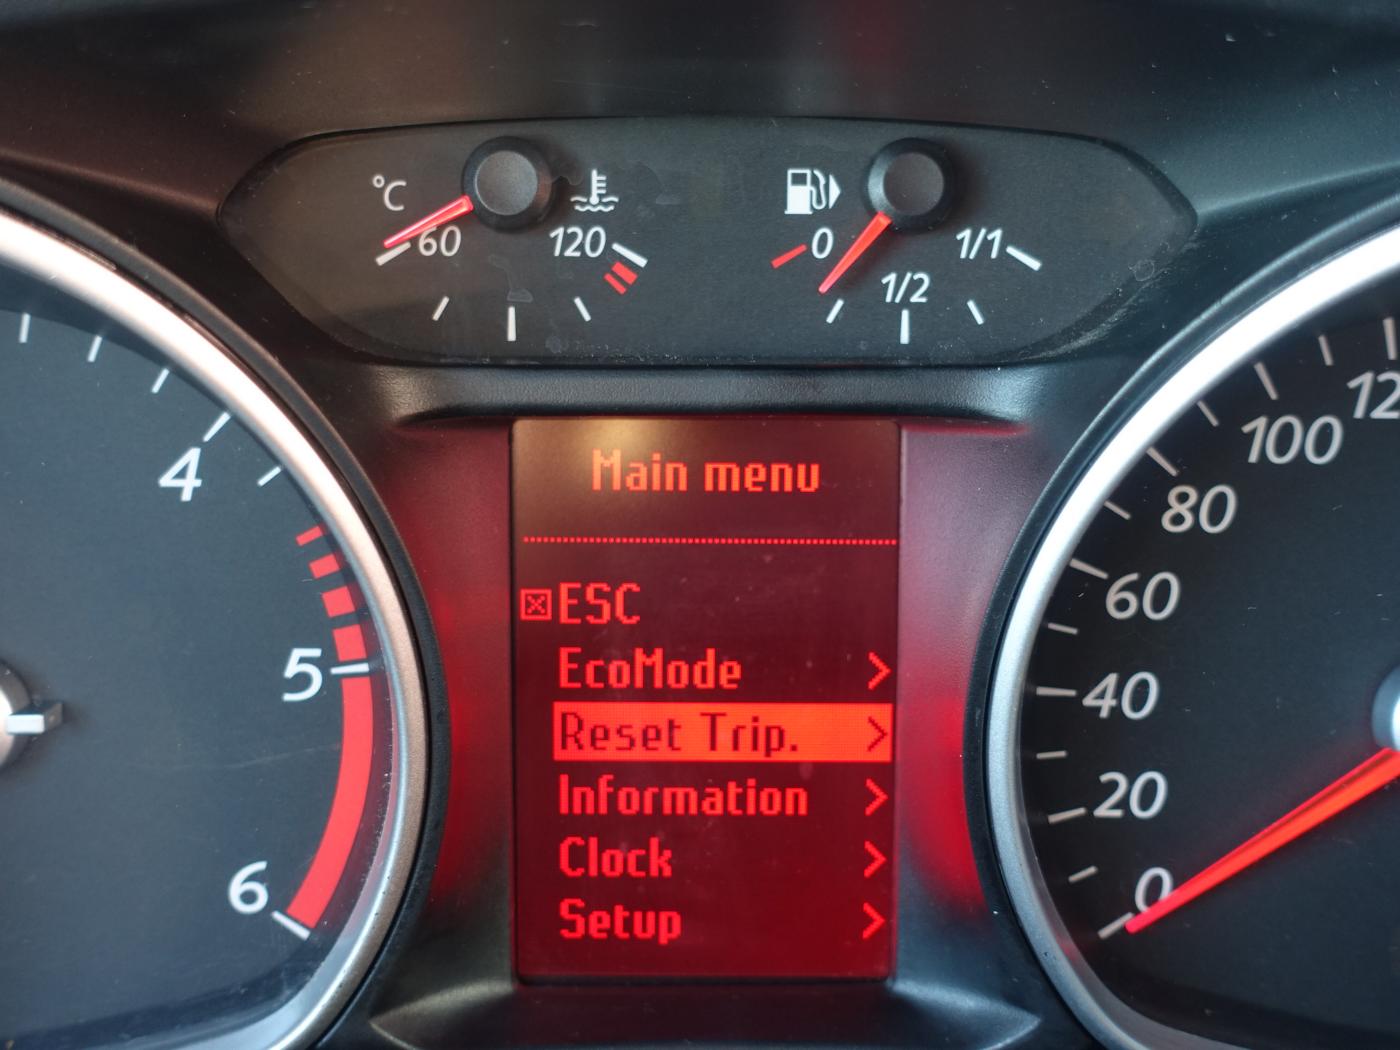 °C
60
120
0
1/2
1/1
4
5
6
Main menu
ESC
EcoMode >
Reset Trip. >
Information >
Clock >
Setup >
100
80
60
40
20
0